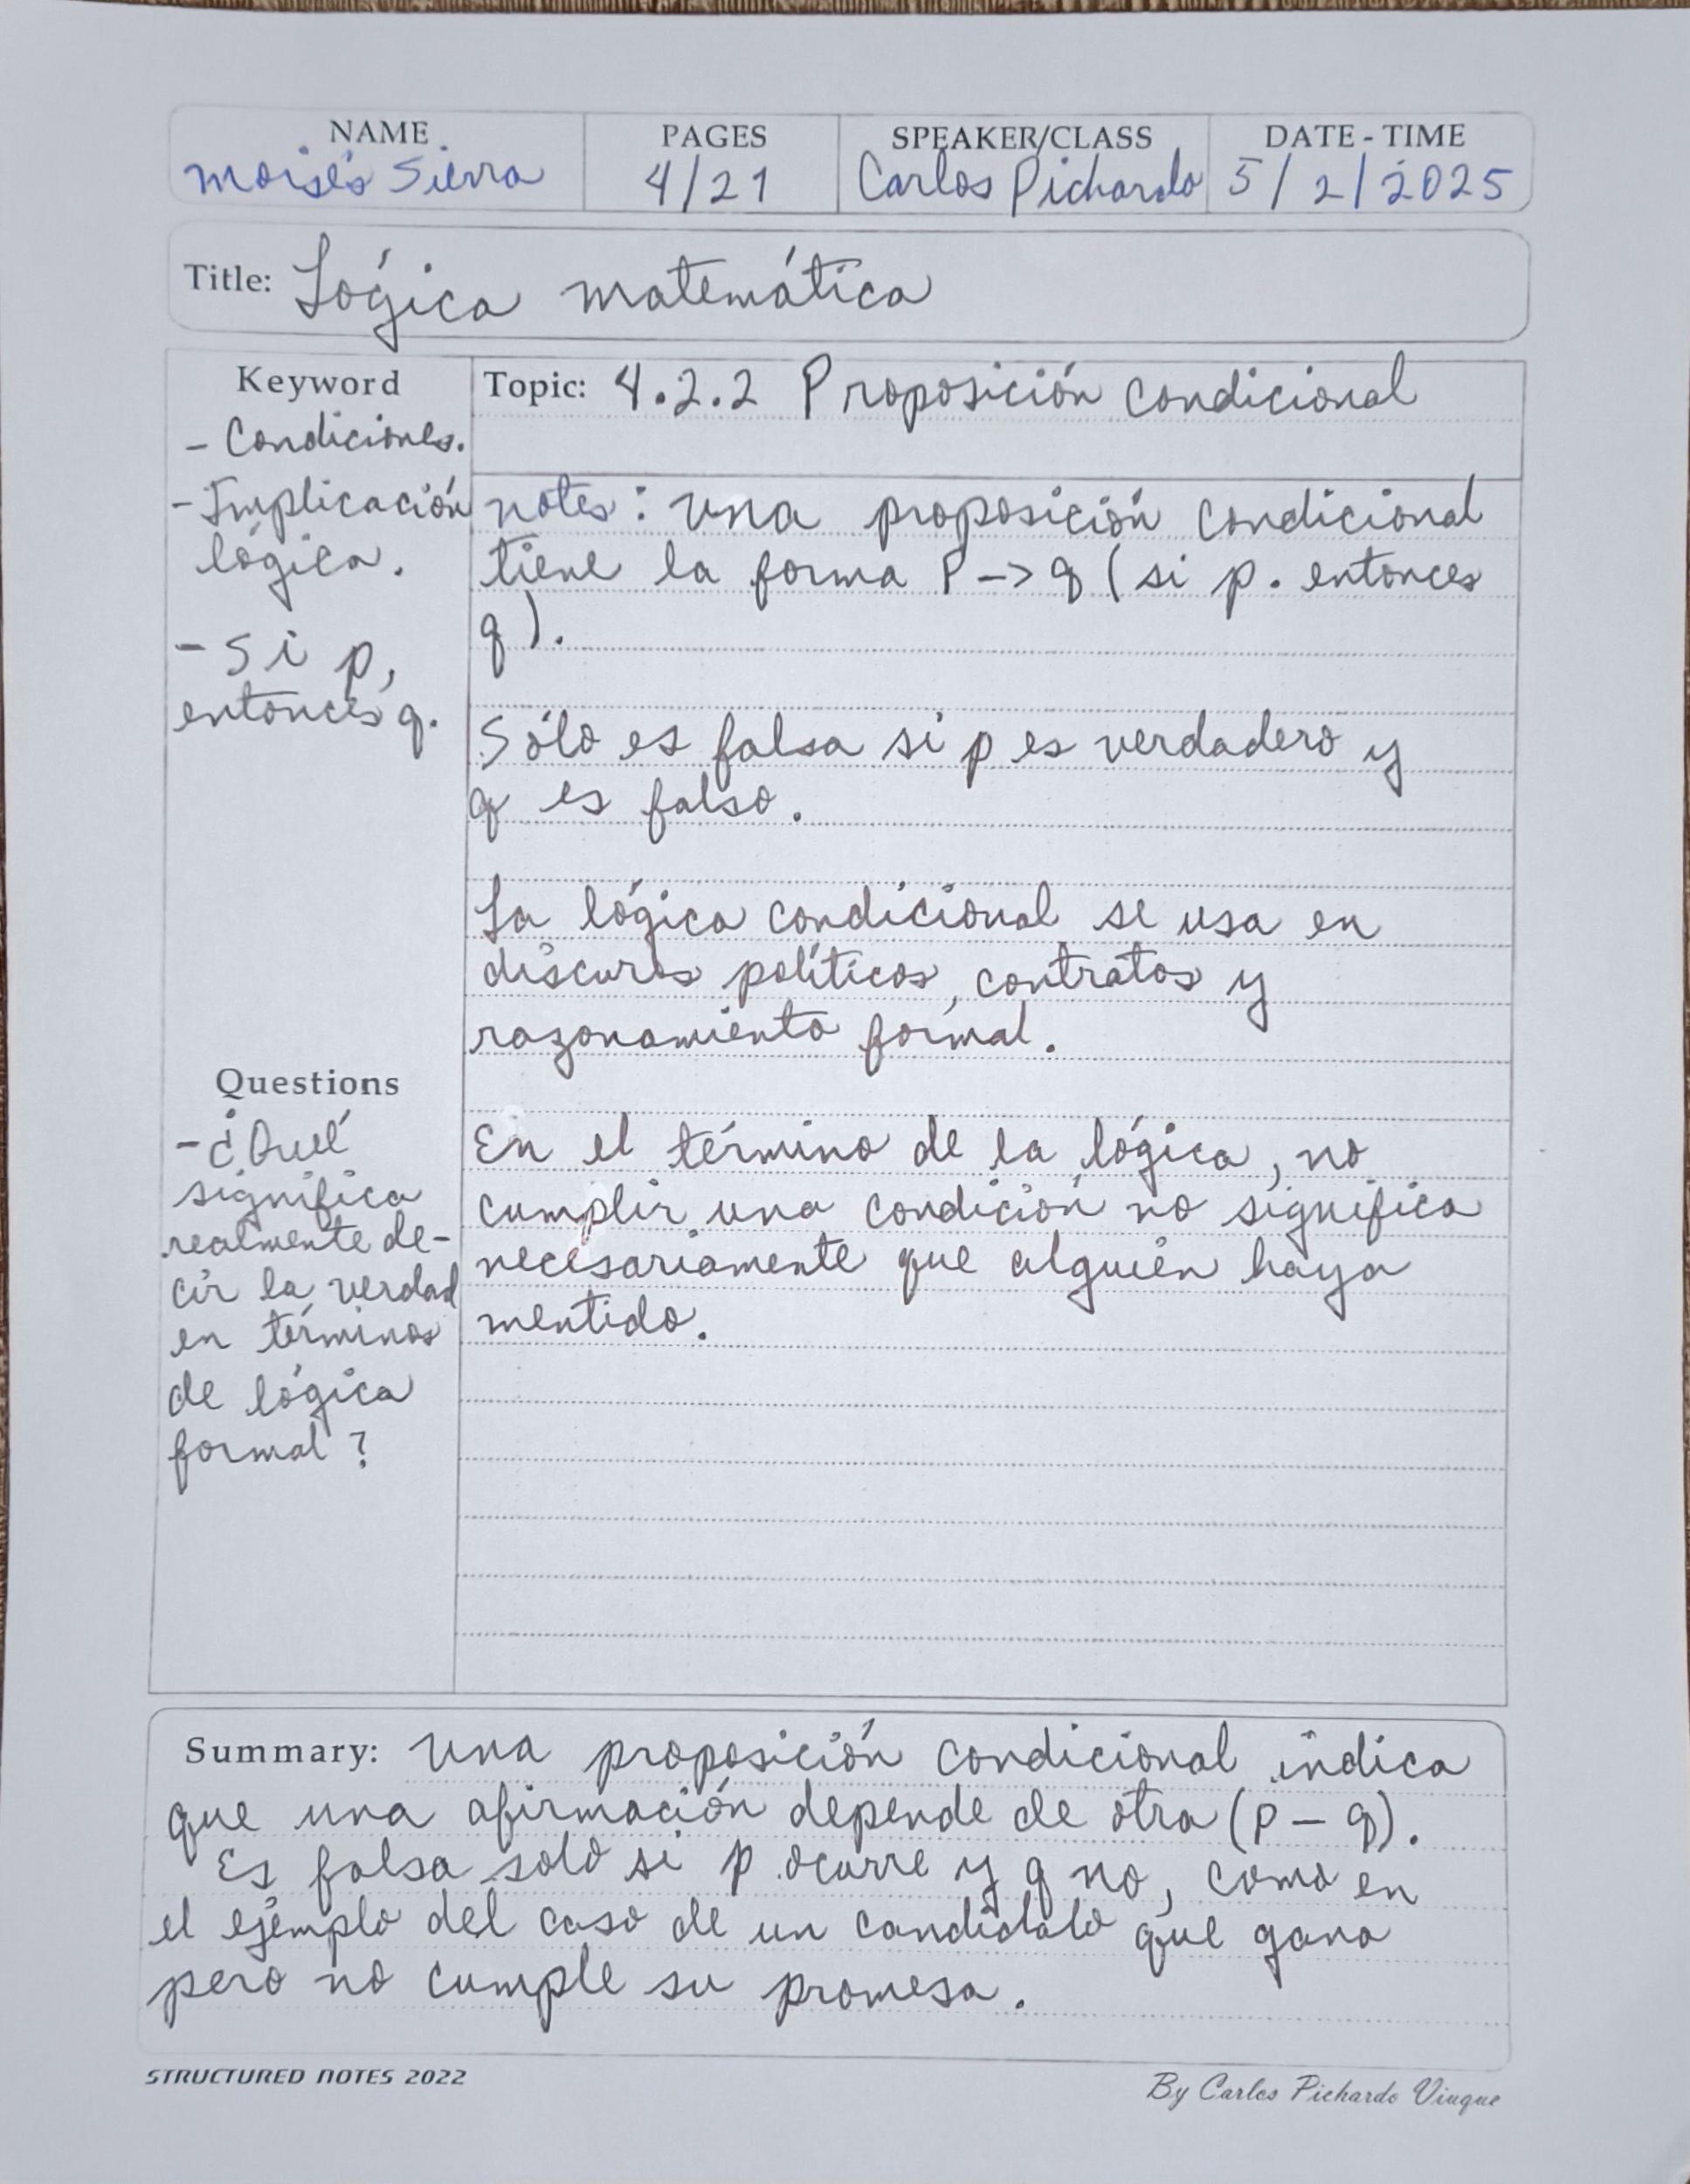 NAME PAGES SPEAKER/CLASS DATE - TIME
Moisés Sierra 4/21 Carlos Pichardo 5/2/2025
Title: Lógica matemática
Keyword
- Condiciones.
- Implicación
lógica.
- Si p,
entonces q.
Topic: 4.2.2 Proposición condicional
notes: una proposición condicional
tiene la forma P -> q (si p. entonces
q).
Sólo es falsa si p es verdadero y
q es falso.
La lógica condicional se usa en
discursos políticos, contratos y
razonamiento formal.
En el término de la lógica, no
cumplir una condición no significa
necesariamente que alguien haya
mentido.
Questions
- ¿Qué
significa
realmente de-
cir la verdad
en términos
de lógica
formal?
Summary: una proposición condicional indica
que una afirmación depende de otra (p - q).
Es falsa solo si p ocurre y q no, como en
el ejemplo del caso de un candidato que gana
pero no cumple su promesa.
STRUCTURED NOTES 2022
By Carlos Pichardo Viuque